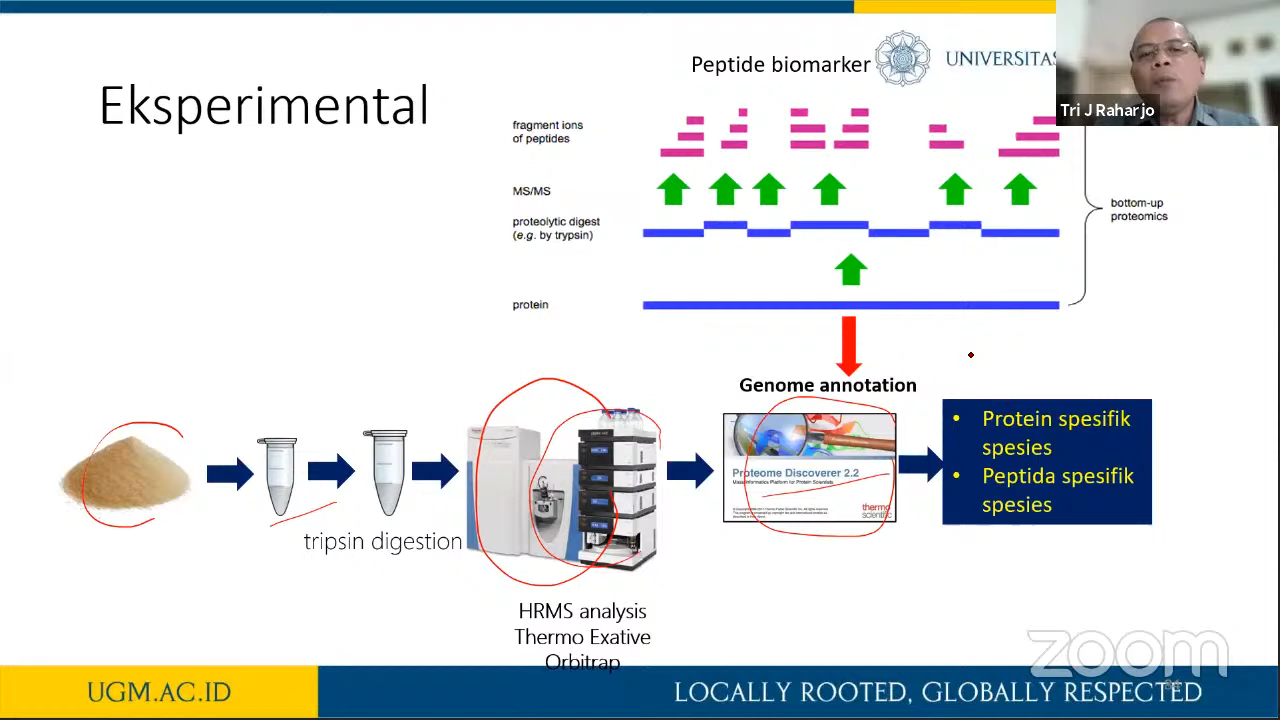 Peptide biomarker
UNIVERSITAS
Eksperimental
Tri J Raharjo
fragment ions
of peptides
MS/MS
bottom-up
proteomics
proteolytic digest
(e.g. by trypsin)
protein
Genome annotation
Proteome Discoverer 2.2
Mass Informatics Platform for Protein Scientists
thermo
scientific
• Protein spesifik
spesies
• Peptida spesifik
spesies
tripsin digestion
HRMS analysis
Thermo Exative
Orbitrap
zoom
UGM.AC.ID
LOCALLY ROOTED, GLOBALLY RESPECTED